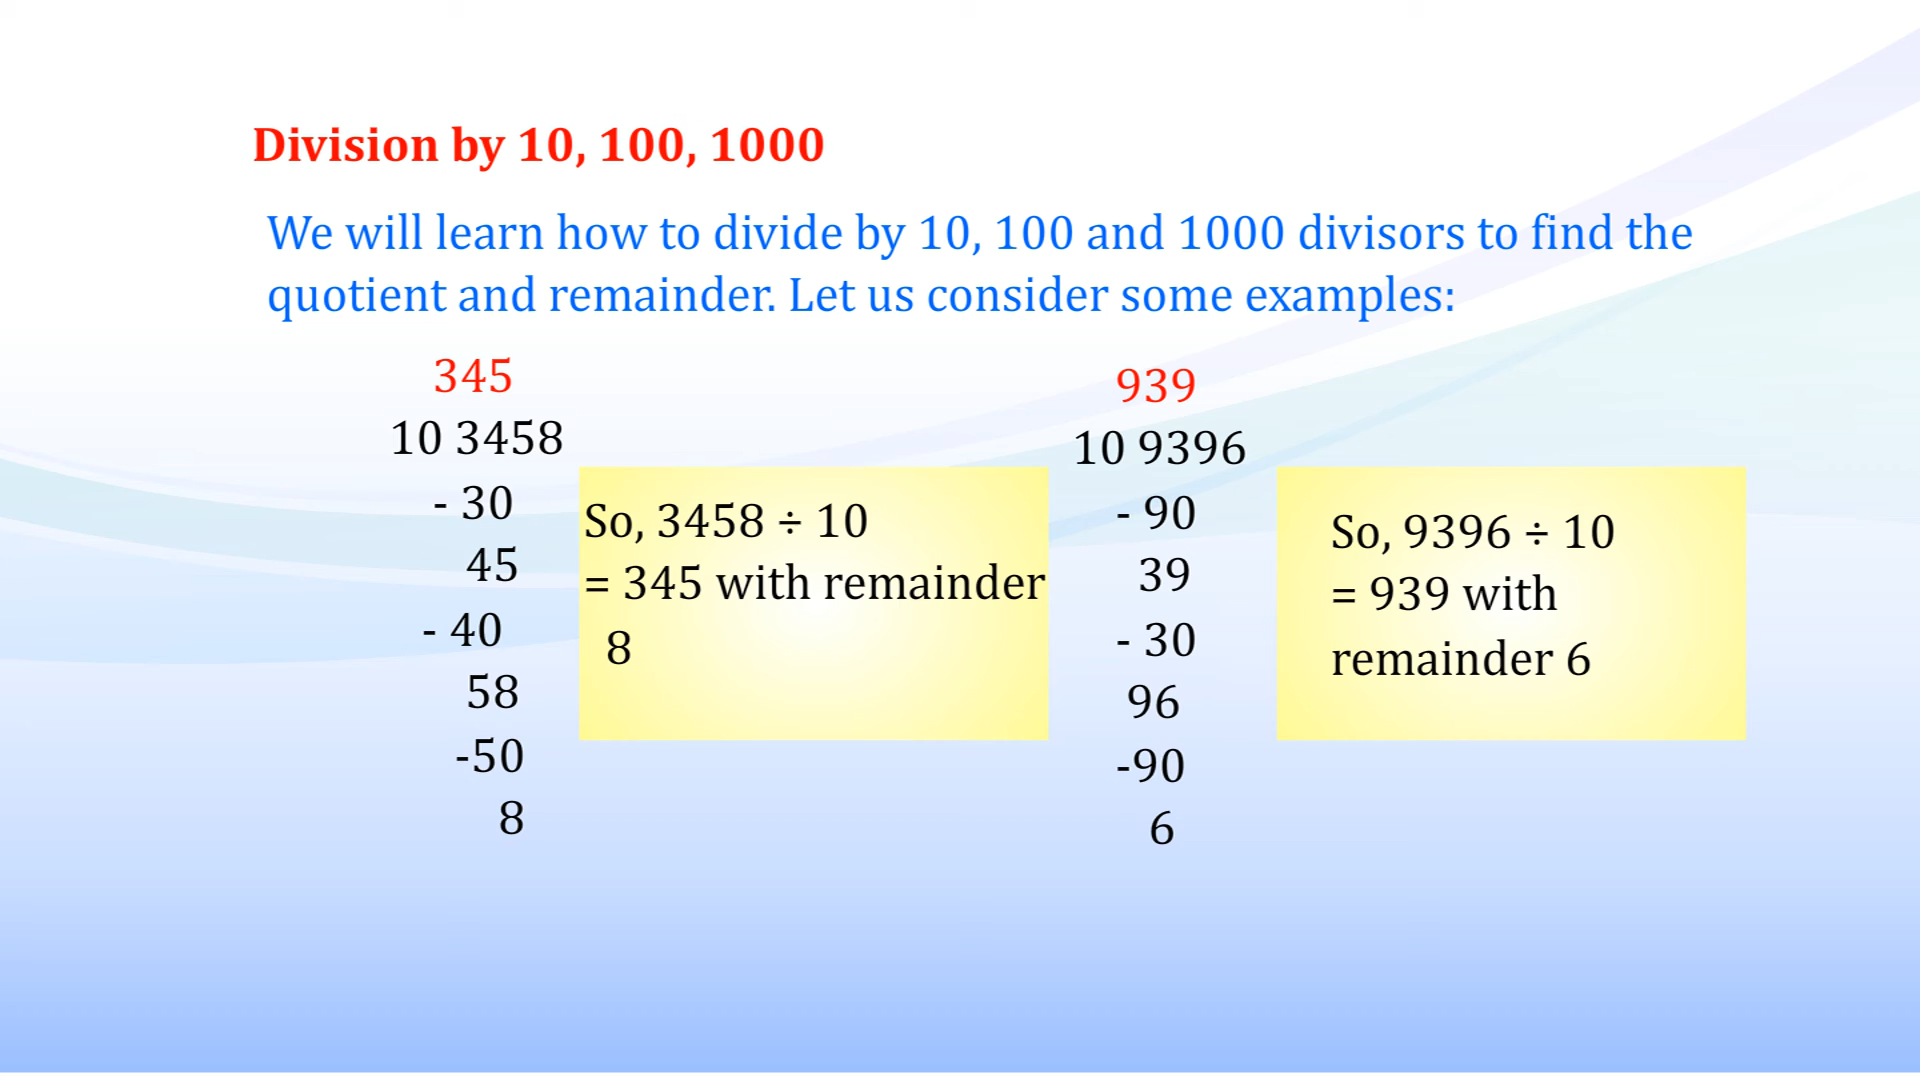 Division by 10, 100, 1000
We will learn how to divide by 10, 100 and 1000 divisors to find the
quotient and remainder. Let us consider some examples:
345
10 3458
- 30
45
- 40
58
-50
8
So, 3458 ÷ 10
= 345 with remainder
8
939
10 9396
- 90
39
- 30
96
-90
6
So, 9396 ÷ 10
= 939 with
remainder 6